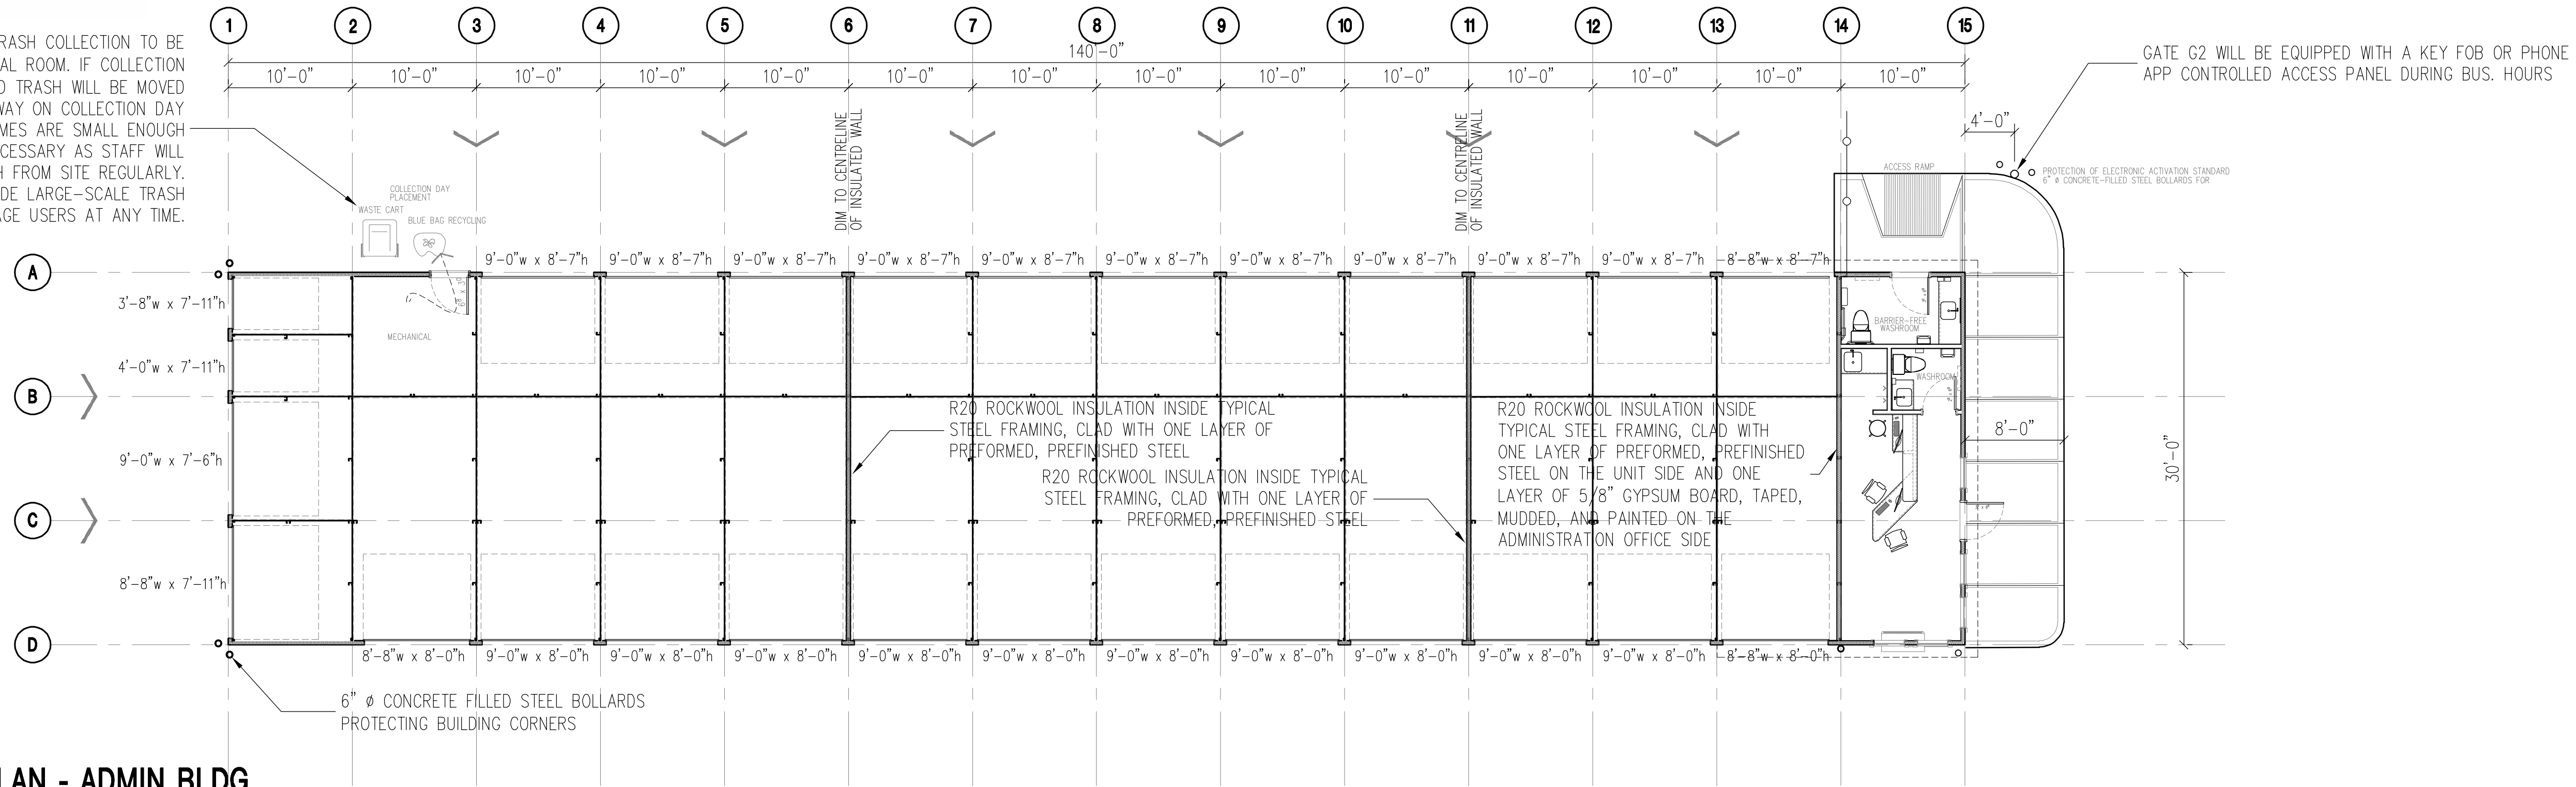 1 2 3 4 5 6 7 8 9 10 11 12 13 14 15
140'-0"
10'-0" 10'-0" 10'-0" 10'-0" 10'-0" 10'-0" 10'-0" 10'-0" 10'-0" 10'-0" 10'-0" 10'-0" 10'-0" 10'-0"
RASH COLLECTION TO BE
AL ROOM. IF COLLECTION
D TRASH WILL BE MOVED
WAY ON COLLECTION DAY
MES ARE SMALL ENOUGH
CESSARY AS STAFF WILL
H FROM SITE REGULARLY.
DE LARGE-SCALE TRASH
AGE USERS AT ANY TIME.
GATE G2 WILL BE EQUIPPED WITH A KEY FOB OR PHONE
APP CONTROLLED ACCESS PANEL DURING BUS. HOURS
4'-0"
PROTECTION OF ELECTRONIC ACTIVATION STANDARD
6" ø CONCRETE-FILLED STEEL BOLLARDS FOR
ACCESS RAMP
DIM TO CENTRELINE
OF INSULATED WALL
DIM TO CENTRELINE
OF INSULATED WALL
COLLECTION DAY
PLACEMENT
WASTE CART
BLUE BAG RECYCLING
9'-0"w x 8'-7"h 9'-0"w x 8'-7"h 9'-0"w x 8'-7"h 9'-0"w x 8'-7"h 9'-0"w x 8'-7"h 9'-0"w x 8'-7"h 9'-0"w x 8'-7"h 9'-0"w x 8'-7"h 9'-0"w x 8'-7"h 9'-0"w x 8'-7"h 8'-8"w x 8'-7"h
A
3'-8"w x 7'-11"h
MECHANICAL
BARRIER-FREE
WASHROOM
4'-0"w x 7'-11"h
WASHROOM
B
R20 ROCKWOOL INSULATION INSIDE TYPICAL
STEEL FRAMING, CLAD WITH ONE LAYER OF
PREFORMED, PREFINISHED STEEL
R20 ROCKWOOL INSULATION INSIDE TYPICAL
STEEL FRAMING, CLAD WITH ONE LAYER OF
PREFORMED, PREFINISHED STEEL
R20 ROCKWOOL INSULATION INSIDE
TYPICAL STEEL FRAMING, CLAD WITH
ONE LAYER OF PREFORMED, PREFINISHED
STEEL ON THE UNIT SIDE AND ONE
LAYER OF 5/8" GYPSUM BOARD, TAPED,
MUDDED, AND PAINTED ON THE
ADMINISTRATION OFFICE SIDE
8'-0"
30'-0"
9'-0"w x 7'-6"h
C
8'-8"w x 7'-11"h
D
8'-8"w x 8'-0"h 9'-0"w x 8'-0"h 9'-0"w x 8'-0"h 9'-0"w x 8'-0"h 9'-0"w x 8'-0"h 9'-0"w x 8'-0"h 9'-0"w x 8'-0"h 9'-0"w x 8'-0"h 9'-0"w x 8'-0"h 9'-0"w x 8'-0"h 9'-0"w x 8'-0"h 8'-8"w x 8'-0"h
6" ø CONCRETE FILLED STEEL BOLLARDS
PROTECTING BUILDING CORNERS
LAN - ADMIN BLDG